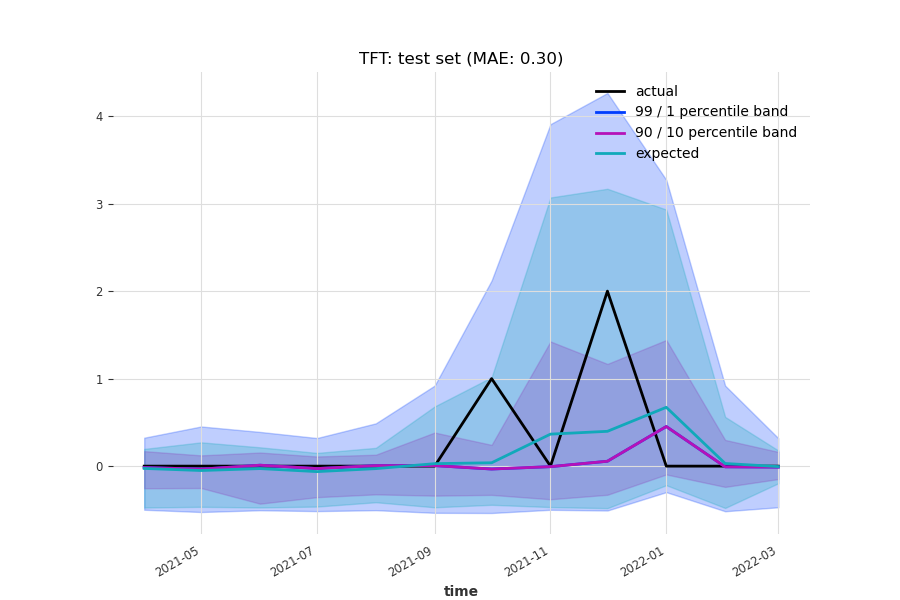 TFT: test set (MAE: 0.30)
actual
99 / 1 percentile band
90 / 10 percentile band
expected
4
3
2
1
0
2021-05
2021-07
2021-09
2021-11
2022-01
2022-03
time